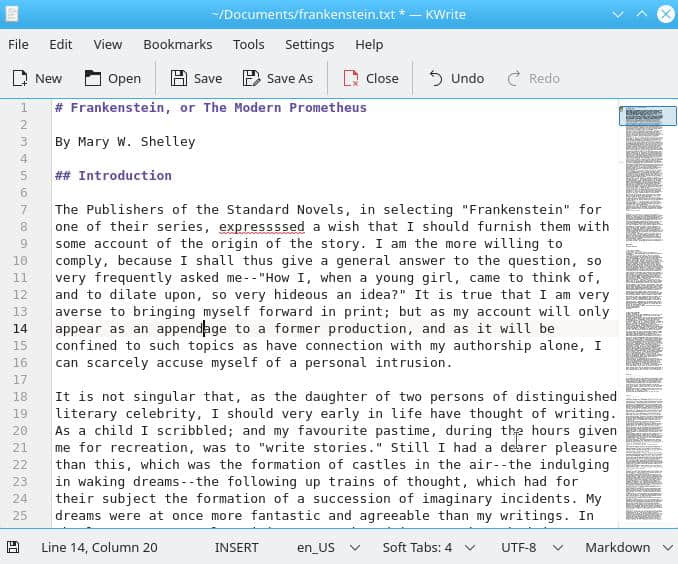 ~/Documents/frankenstein.txt * — KWrite
File Edit View Bookmarks Tools Settings Help
New Open Save Save As Close Undo Redo
1 # Frankenstein, or The Modern Prometheus
2
3 By Mary W. Shelley
4
5 ## Introduction
6
7 The Publishers of the Standard Novels, in selecting "Frankenstein" for
8 one of their series, expressssed a wish that I should furnish them with
9 some account of the origin of the story. I am the more willing to
10 comply, because I shall thus give a general answer to the question, so
11 very frequently asked me--"How I, when a young girl, came to think of,
12 and to dilate upon, so very hideous an idea?" It is true that I am very
13 averse to bringing myself forward in print; but as my account will only
14 appear as an appendage to a former production, and as it will be
15 confined to such topics as have connection with my authorship alone, I
16 can scarcely accuse myself of a personal intrusion.
17
18 It is not singular that, as the daughter of two persons of distinguished
19 literary celebrity, I should very early in life have thought of writing.
20 As a child I scribbled; and my favourite pastime, during the hours given
21 me for recreation, was to "write stories." Still I had a dearer pleasure
22 than this, which was the formation of castles in the air--the indulging
23 in waking dreams--the following up trains of thought, which had for
24 their subject the formation of a succession of imaginary incidents. My
25 dreams were at once more fantastic and agreeable than my writings. In
Line 14, Column 20 INSERT en_US Soft Tabs: 4 UTF-8 Markdown